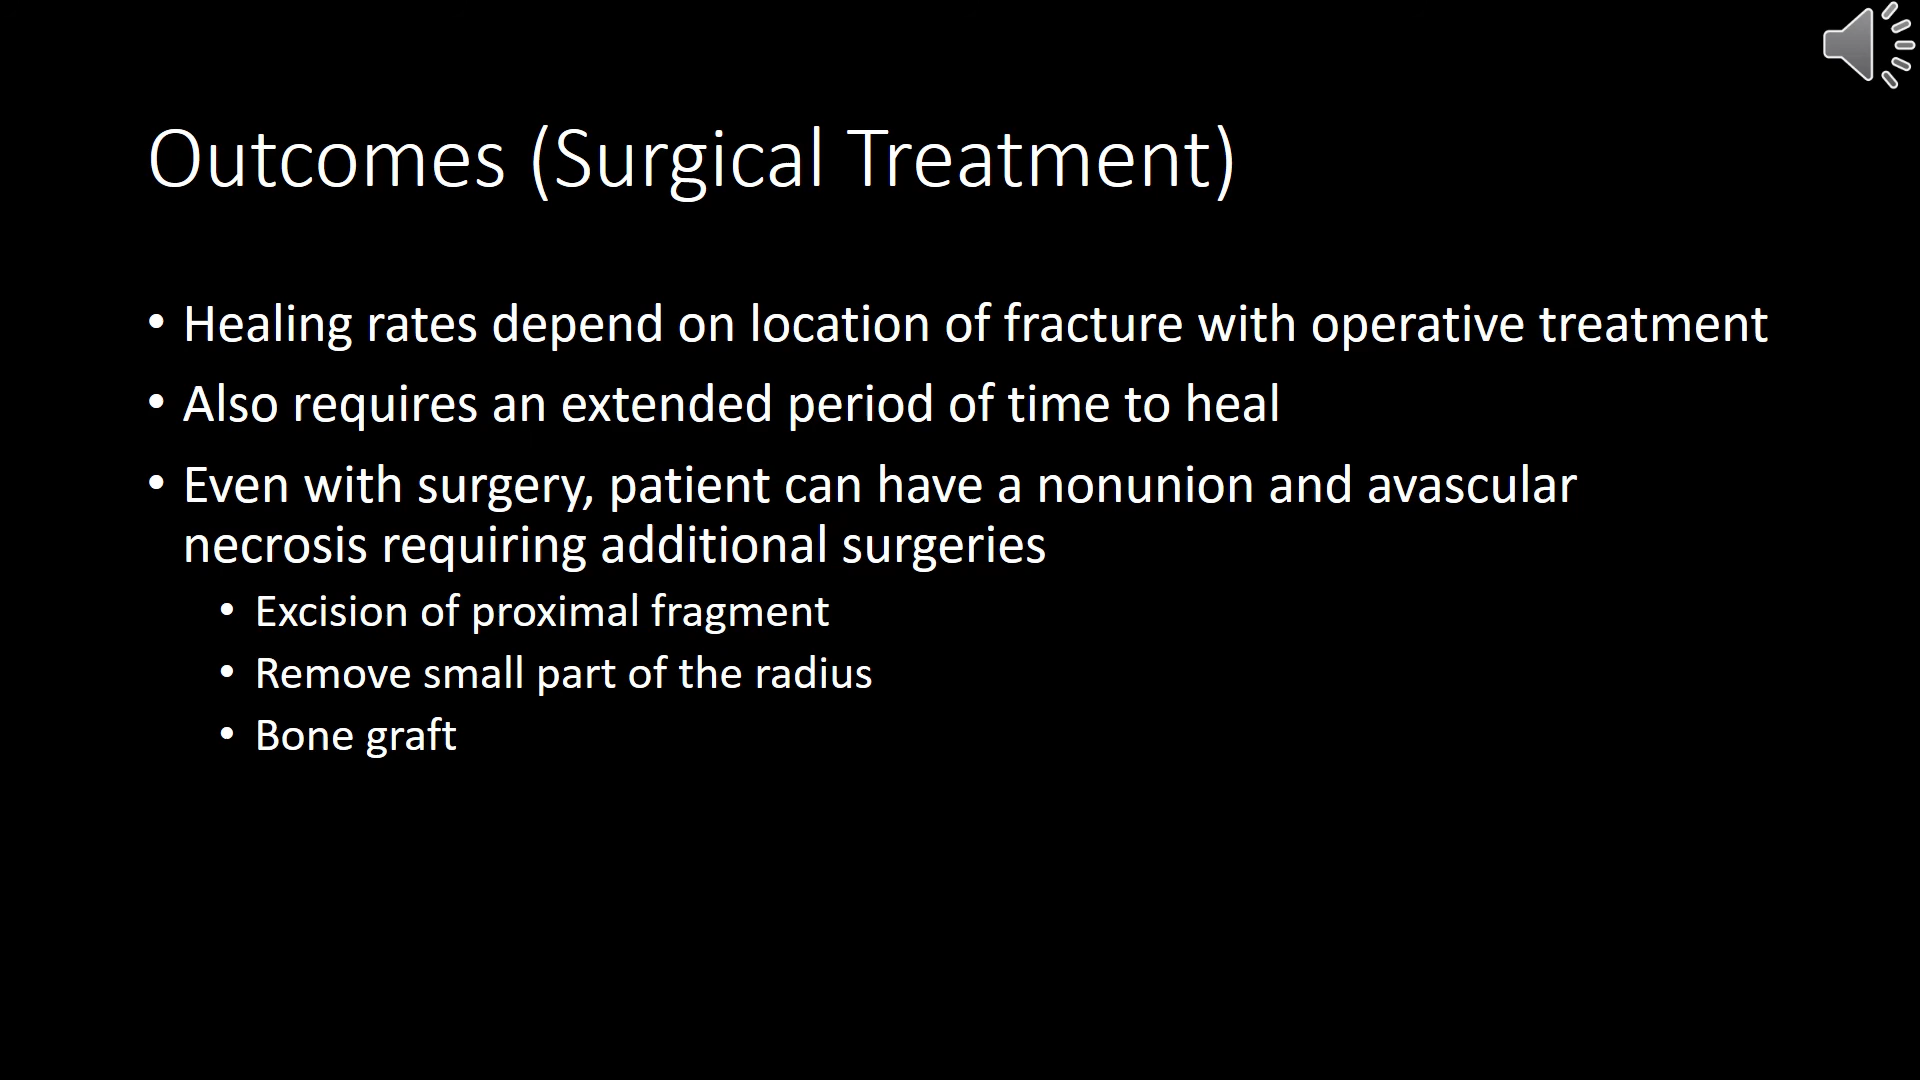 Outcomes (Surgical Treatment)
• Healing rates depend on location of fracture with operative treatment
• Also requires an extended period of time to heal
• Even with surgery, patient can have a nonunion and avascular
necrosis requiring additional surgeries
• Excision of proximal fragment
• Remove small part of the radius
• Bone graft